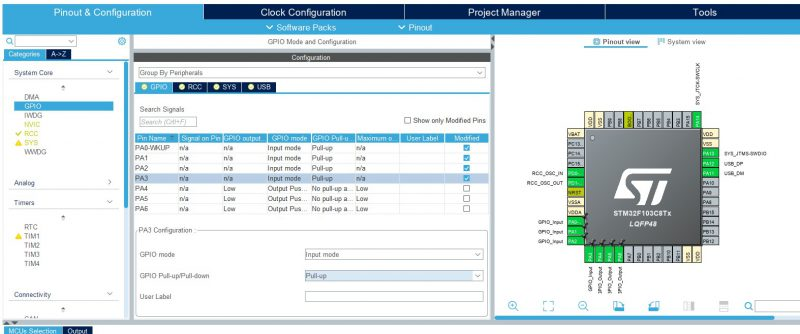 Pinout & Configuration
Clock Configuration
Project Manager
Tools
Software Packs
Pinout
GPIO Mode and Configuration
Pinout view
System view
Categories
A->Z
Configuration
Group By Peripherals
System Core
GPIO
RCC
SYS
USB
DMA
GPIO
IWDG
NVIC
RCC
SYS
WWDG
Search Signals
Search (Ctrl+F)
Show only Modified Pins
Pin Name Signal on Pin GPIO output... GPIO mode GPIO Pull-u... Maximum o... User Label Modified
PA0-WKUP n/a n/a Input mode Pull-up n/a
PA1 n/a n/a Input mode Pull-up n/a
PA2 n/a n/a Input mode Pull-up n/a
PA3 n/a n/a Input mode Pull-up n/a
PA4 n/a Low Output Pus... No pull-up a... Low
PA5 n/a Low Output Pus... No pull-up a... Low
PA6 n/a Low Output Pus... No pull-up a... Low
Analog
Timers
RTC
TIM1
TIM2
TIM3
TIM4
Connectivity
PA3 Configuration :
GPIO mode
Input mode
GPIO Pull-up/Pull-down
Pull-up
User Label
SYS_JTCK-SWCLK
VDD
VSS
PB9
PB8
PB7
PB6
PB5
PB4
PB3
PA15
PA14
VBAT
PC13..
PC14..
PC15..
RCC_OSC_IN
PD0-..
RCC_OSC_OUT
PD1-..
NRST
VSSA
VDDA
GPIO_Input
PA0-..
GPIO_Input
PA1
GPIO_Input
PA2
VDD
VSS
PA13
SYS_JTMS-SWDIO
PA12
USB_DP
PA11
USB_DM
PA10
PA9
PA8
PB15
PB14
PB13
PB12
STM32F103C8Tx
LQFP48
PA3
PA4
PA5
PA6
PA7
PB0
PB1
PB2
VSS
VDD
GPIO_Input
GPIO_Output
GPIO_Output
GPIO_Output
MCUs Selection
Output